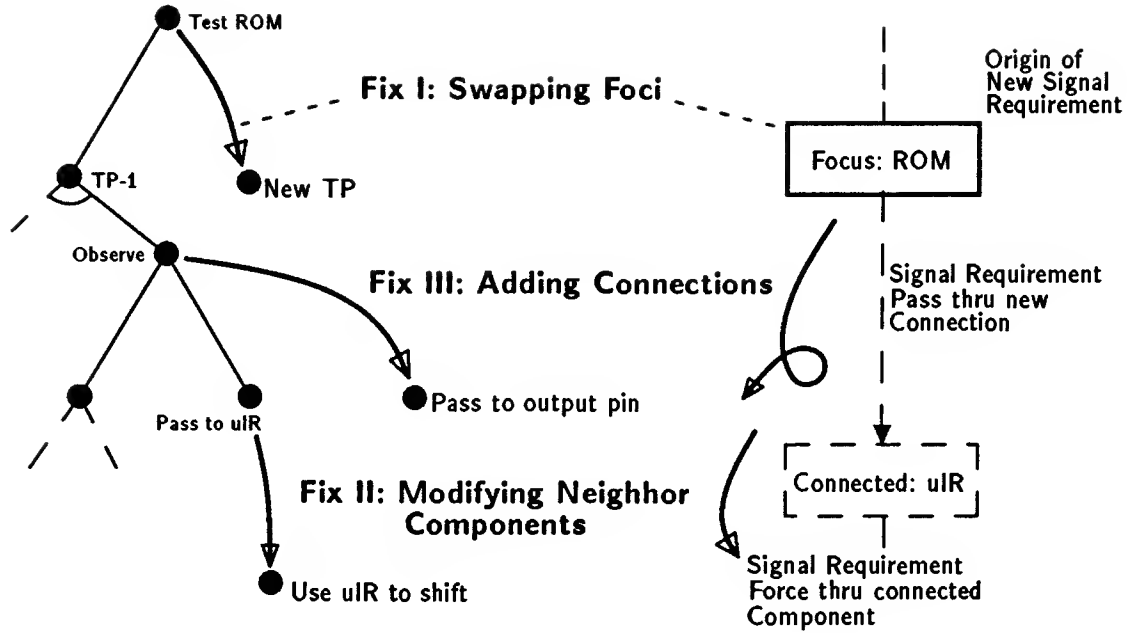 Test ROM
Origin of
New Signal
Requirement
Fix I: Swapping Foci
Focus: ROM
TP-1
New TP
Observe
Fix III: Adding Connections
Signal Requirement
Pass thru new
Connection
Pass to uIR
Pass to output pin
Connected: uIR
Fix II: Modifying Neighhor
Components
Use uIR to shift
Signal Requirement
Force thru connected
Component